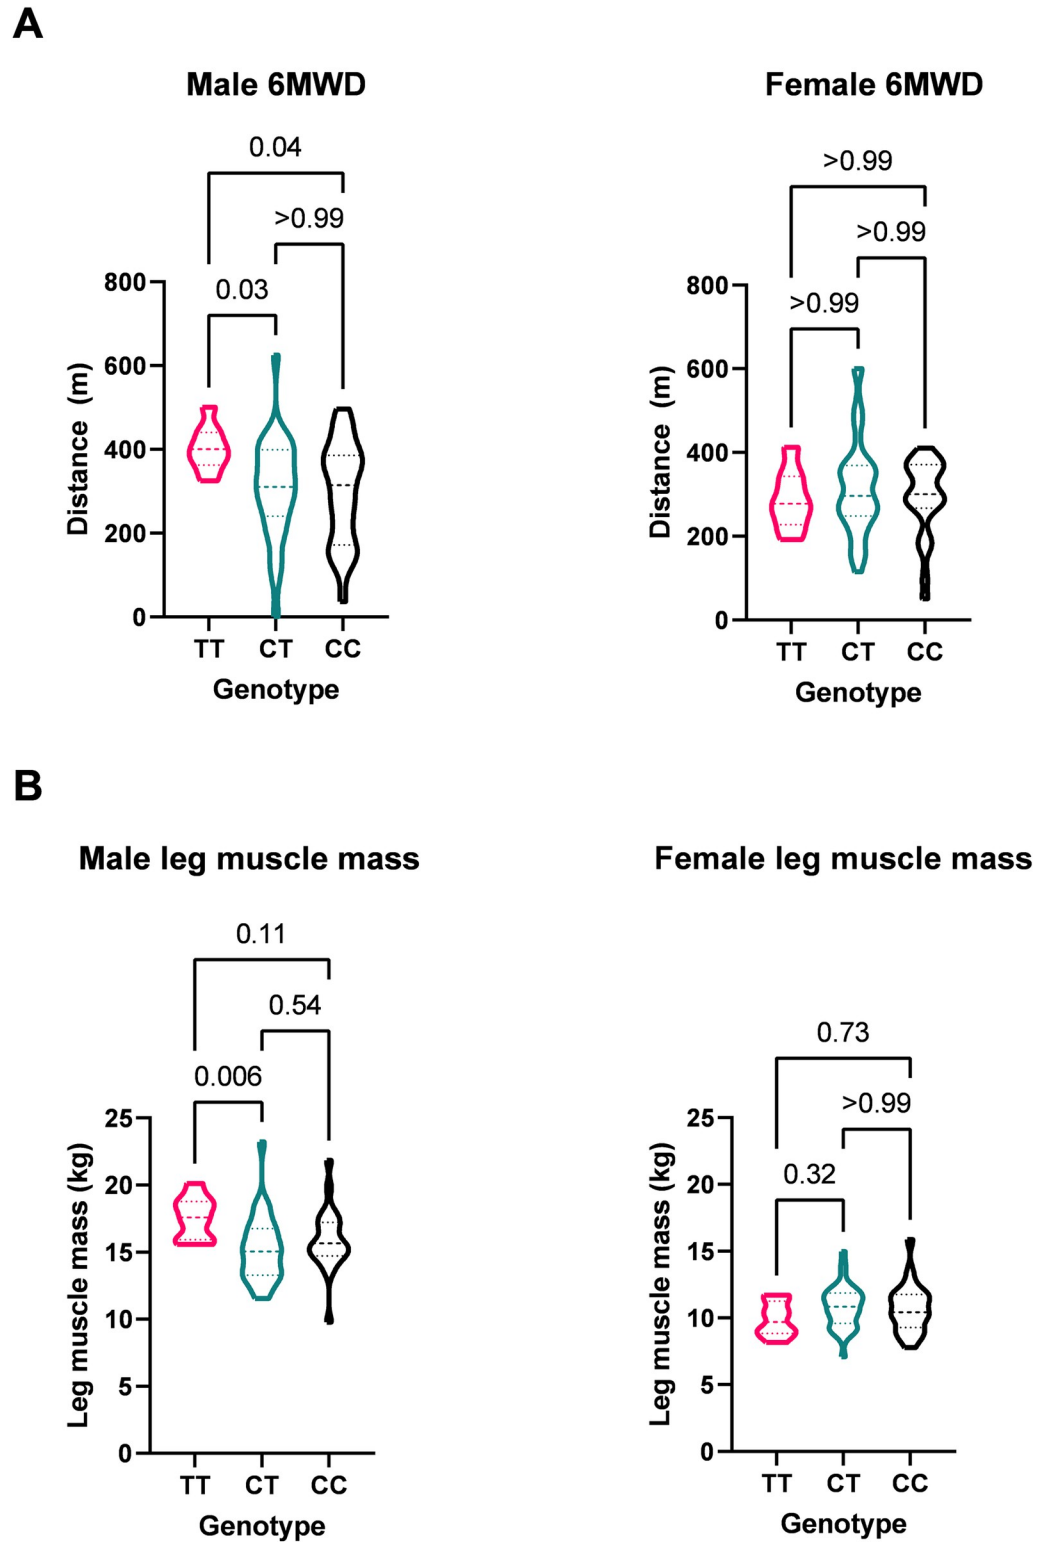 A
Male 6MWD
Female 6MWD
0.04
>0.99
0.03
800
600
400
200
0
Distance (m)
TT CT CC
Genotype
>0.99
>0.99
>0.99
800
600
400
200
0
Distance (m)
TT CT CC
Genotype
B
Male leg muscle mass
Female leg muscle mass
0.11
0.54
0.006
25
20
15
10
5
0
Leg muscle mass (kg)
TT CT CC
Genotype
0.73
>0.99
0.32
25
20
15
10
5
0
Leg muscle mass (kg)
TT CT CC
Genotype